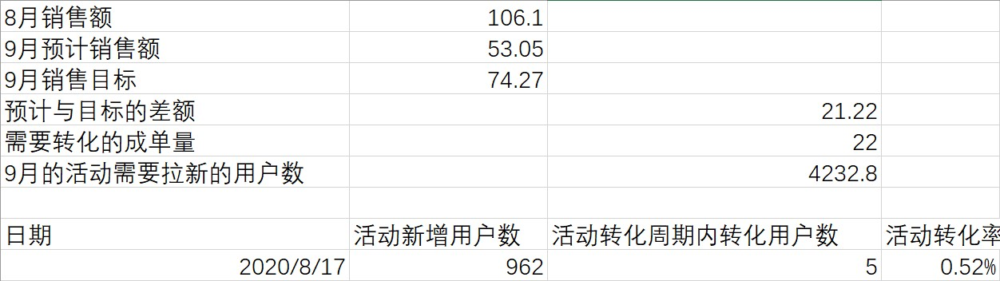 8月销售额 106.1
9月预计销售额 53.05
9月销售目标 74.27
预计与目标的差额 21.22
需要转化的成单量 22
9月的活动需要拉新的用户数 4232.8
日期 活动新增用户数 活动转化周期内转化用户数 活动转化率
2020/8/17 962 5 0.52%